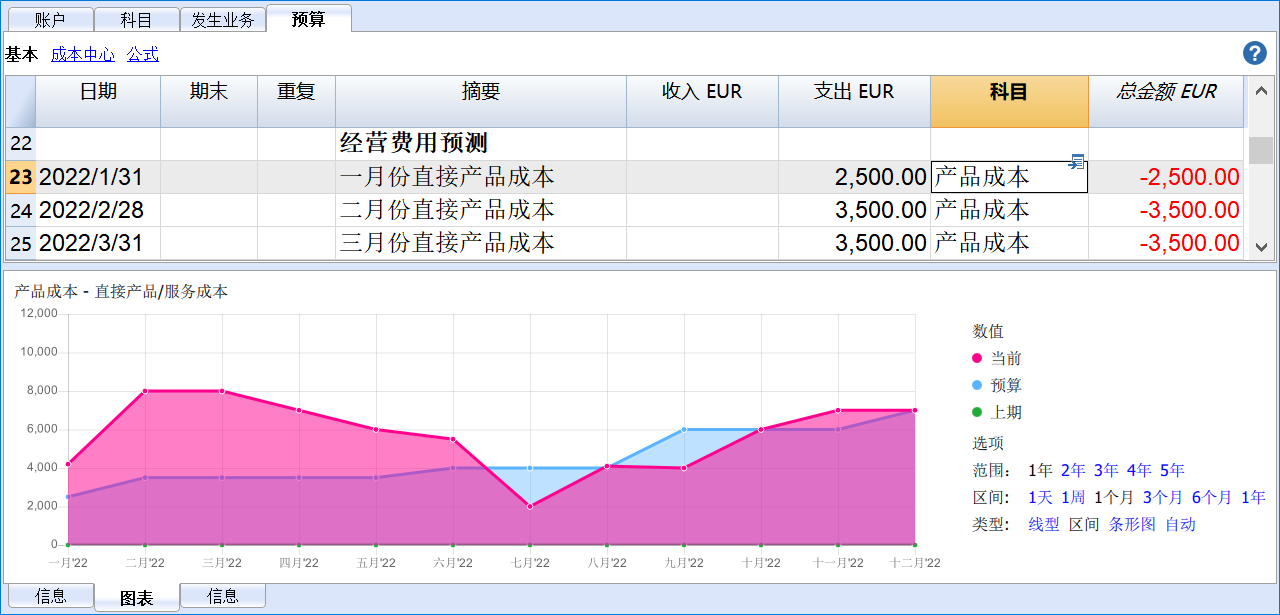 账户 科目 发生业务 预算
基本 成本中心 公式 ?
日期 期末 重复 摘要 收入 EUR 支出 EUR 科目 总金额 EUR
22 经营费用预测
23 2022/1/31 一月份直接产品成本 2,500.00 产品成本 -2,500.00
24 2022/2/28 二月份直接产品成本 3,500.00 产品成本 -3,500.00
25 2022/3/31 三月份直接产品成本 3,500.00 产品成本 -3,500.00
产品成本 - 直接产品/服务成本
12,000
10,000
8,000
6,000
4,000
2,000
0
一月'22 二月'22 三月'22 四月'22 五月'22 六月'22 七月'22 八月'22 九月'22 十月'22 十一月'22 十二月'22
数值
当前
预算
上期
选项
范围: 1年 2年 3年 4年 5年
区间: 1天 1周 1个月 3个月 6个月 1年
类型: 线型 区间 条形图 自动
信息 图表 信息